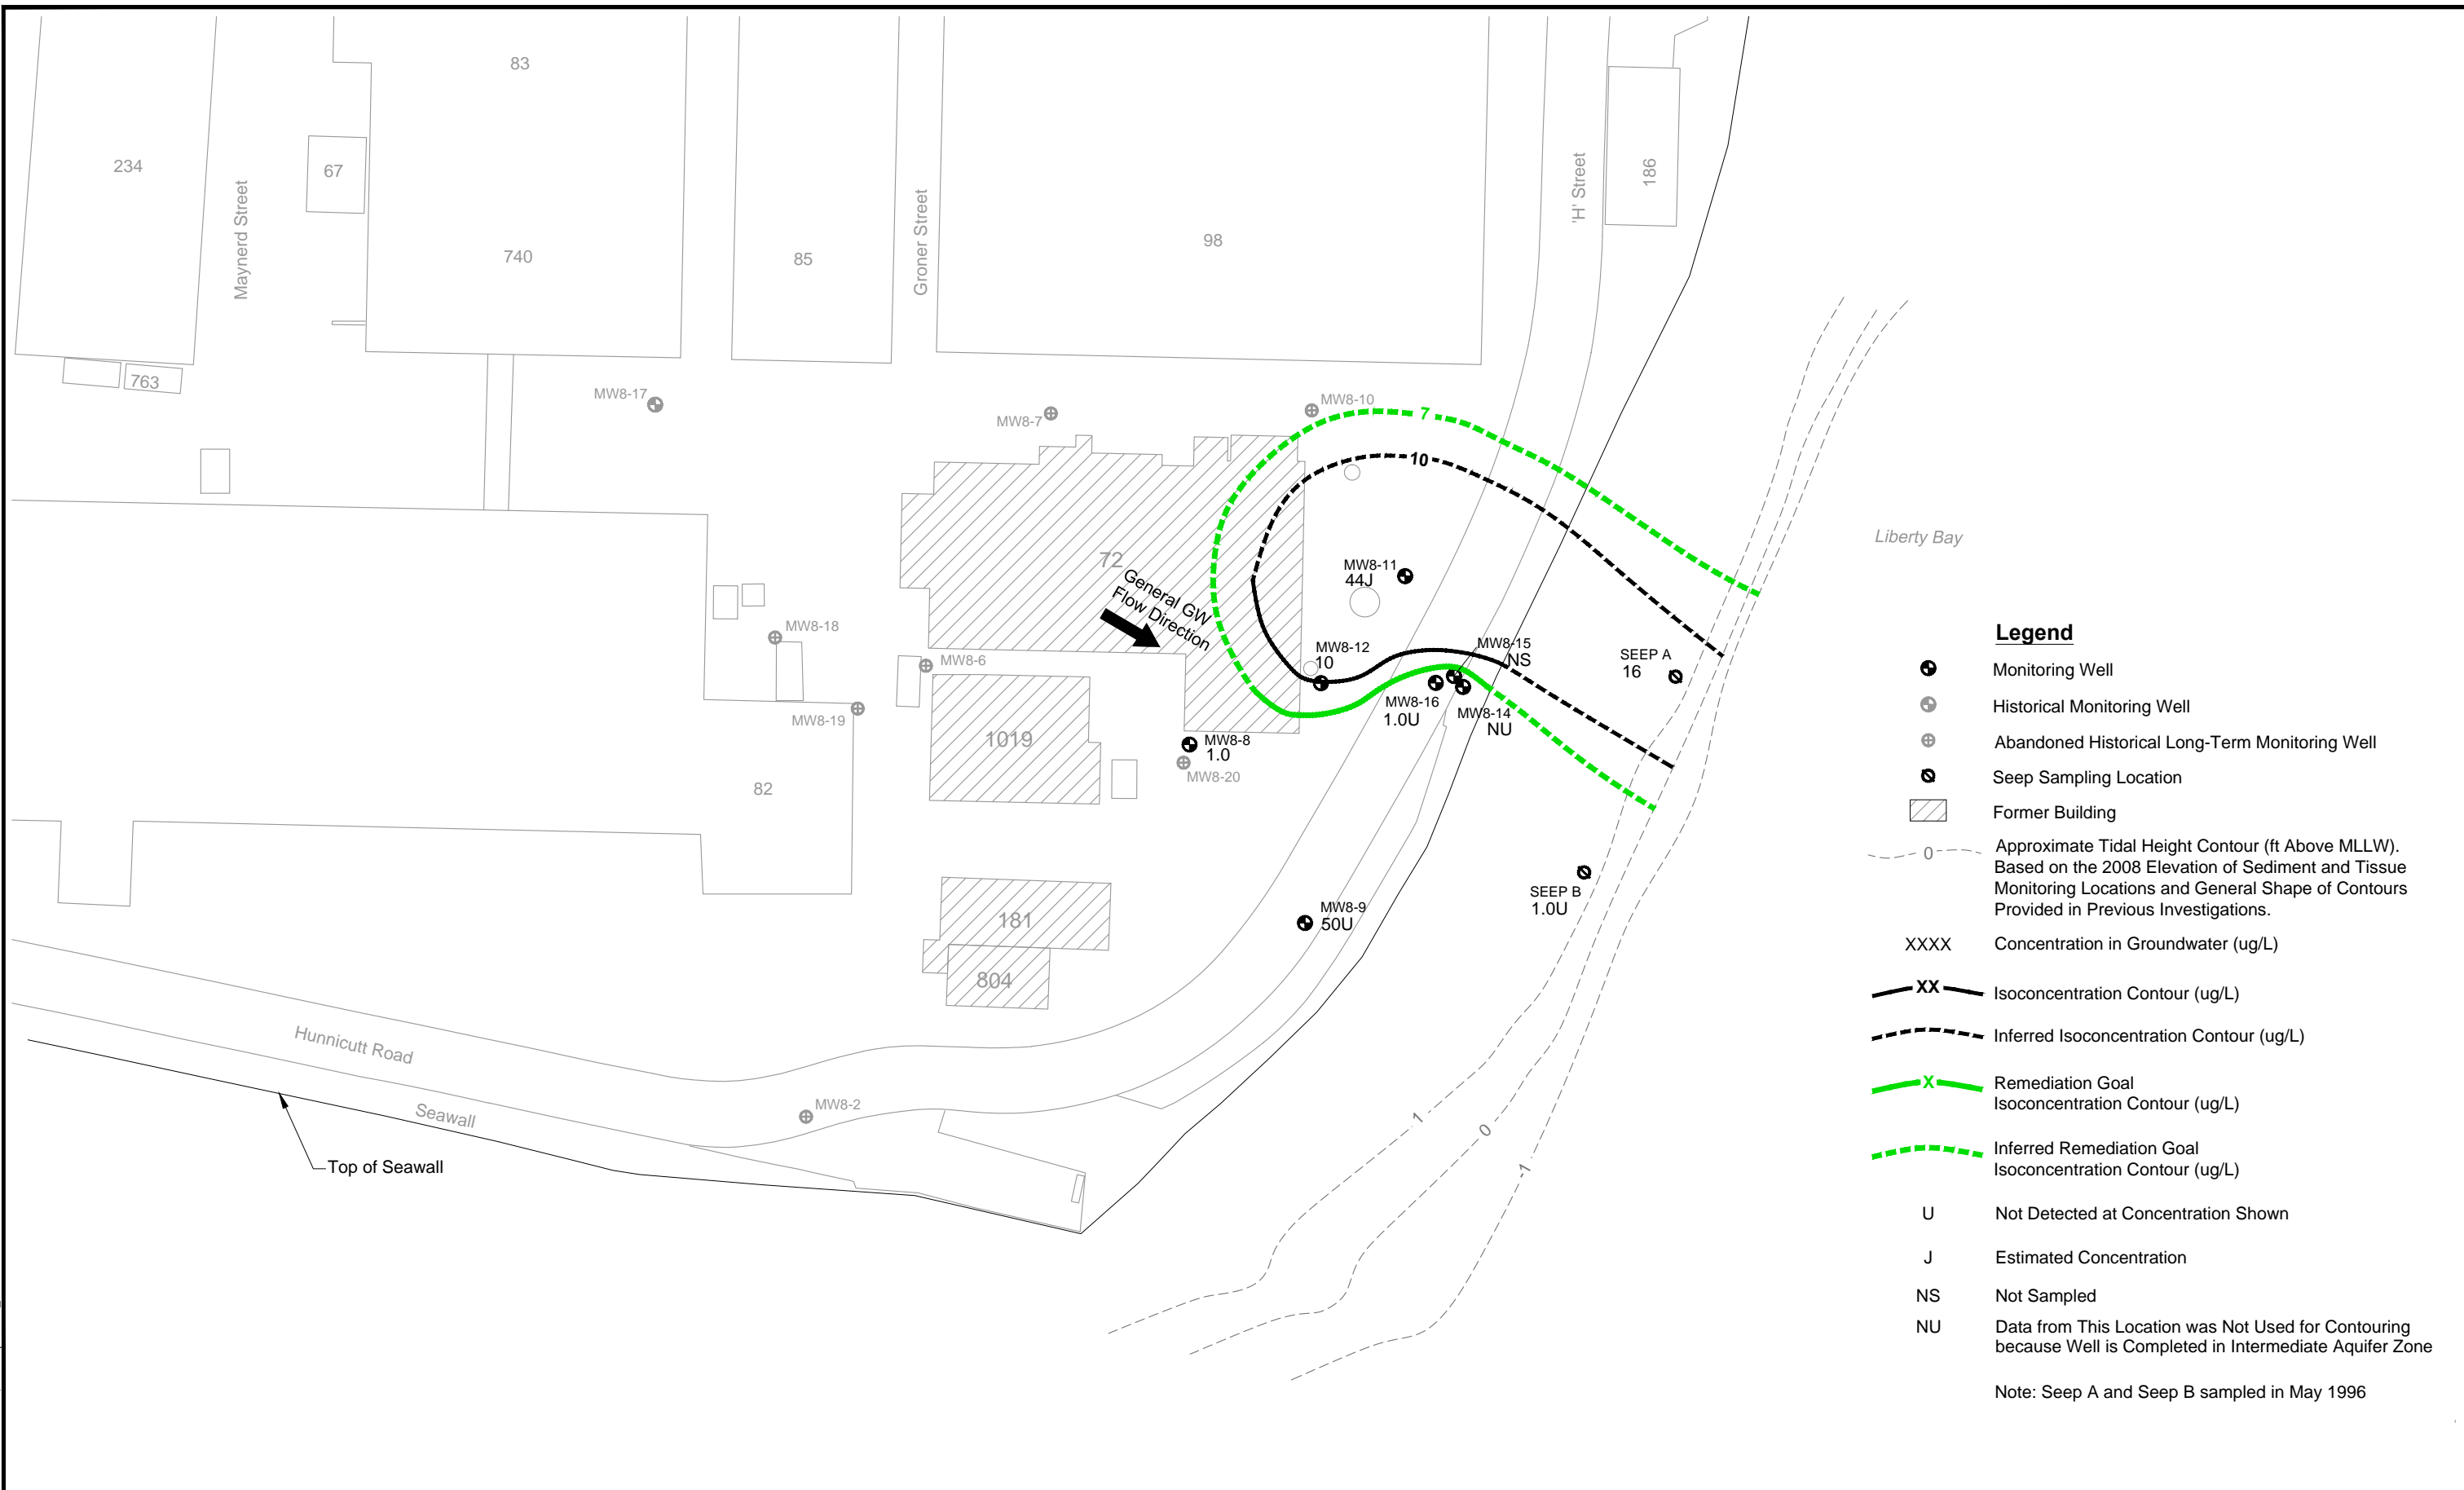 83
234
67
Maynerd Street
740
85
Groner Street
98
'H' Street
186
763
MW8-17
MW8-7
MW8-10
7
10
72
General GW
Flow Direction
MW8-11
44J
MW8-12
10
MW8-15
NS
MW8-16
1.0U
MW8-14
NU
SEEP A
16
Liberty Bay
MW8-18
MW8-6
MW8-19
1019
MW8-8
1.0
MW8-20
82
181
804
MW8-9
50U
SEEP B
1.0U
Hunnicutt Road
Seawall
MW8-2
Top of Seawall
1
0
-1
Legend
Monitoring Well
Historical Monitoring Well
Abandoned Historical Long-Term Monitoring Well
Seep Sampling Location
Former Building
0
Approximate Tidal Height Contour (ft Above MLLW).
Based on the 2008 Elevation of Sediment and Tissue
Monitoring Locations and General Shape of Contours
Provided in Previous Investigations.
XXXX Concentration in Groundwater (ug/L)
XX Isoconcentration Contour (ug/L)
Inferred Isoconcentration Contour (ug/L)
X Remediation Goal
Isoconcentration Contour (ug/L)
Inferred Remediation Goal
Isoconcentration Contour (ug/L)
U Not Detected at Concentration Shown
J Estimated Concentration
NS Not Sampled
NU Data from This Location was Not Used for Contouring
because Well is Completed in Intermediate Aquifer Zone
Note: Seep A and Seep B sampled in May 1996